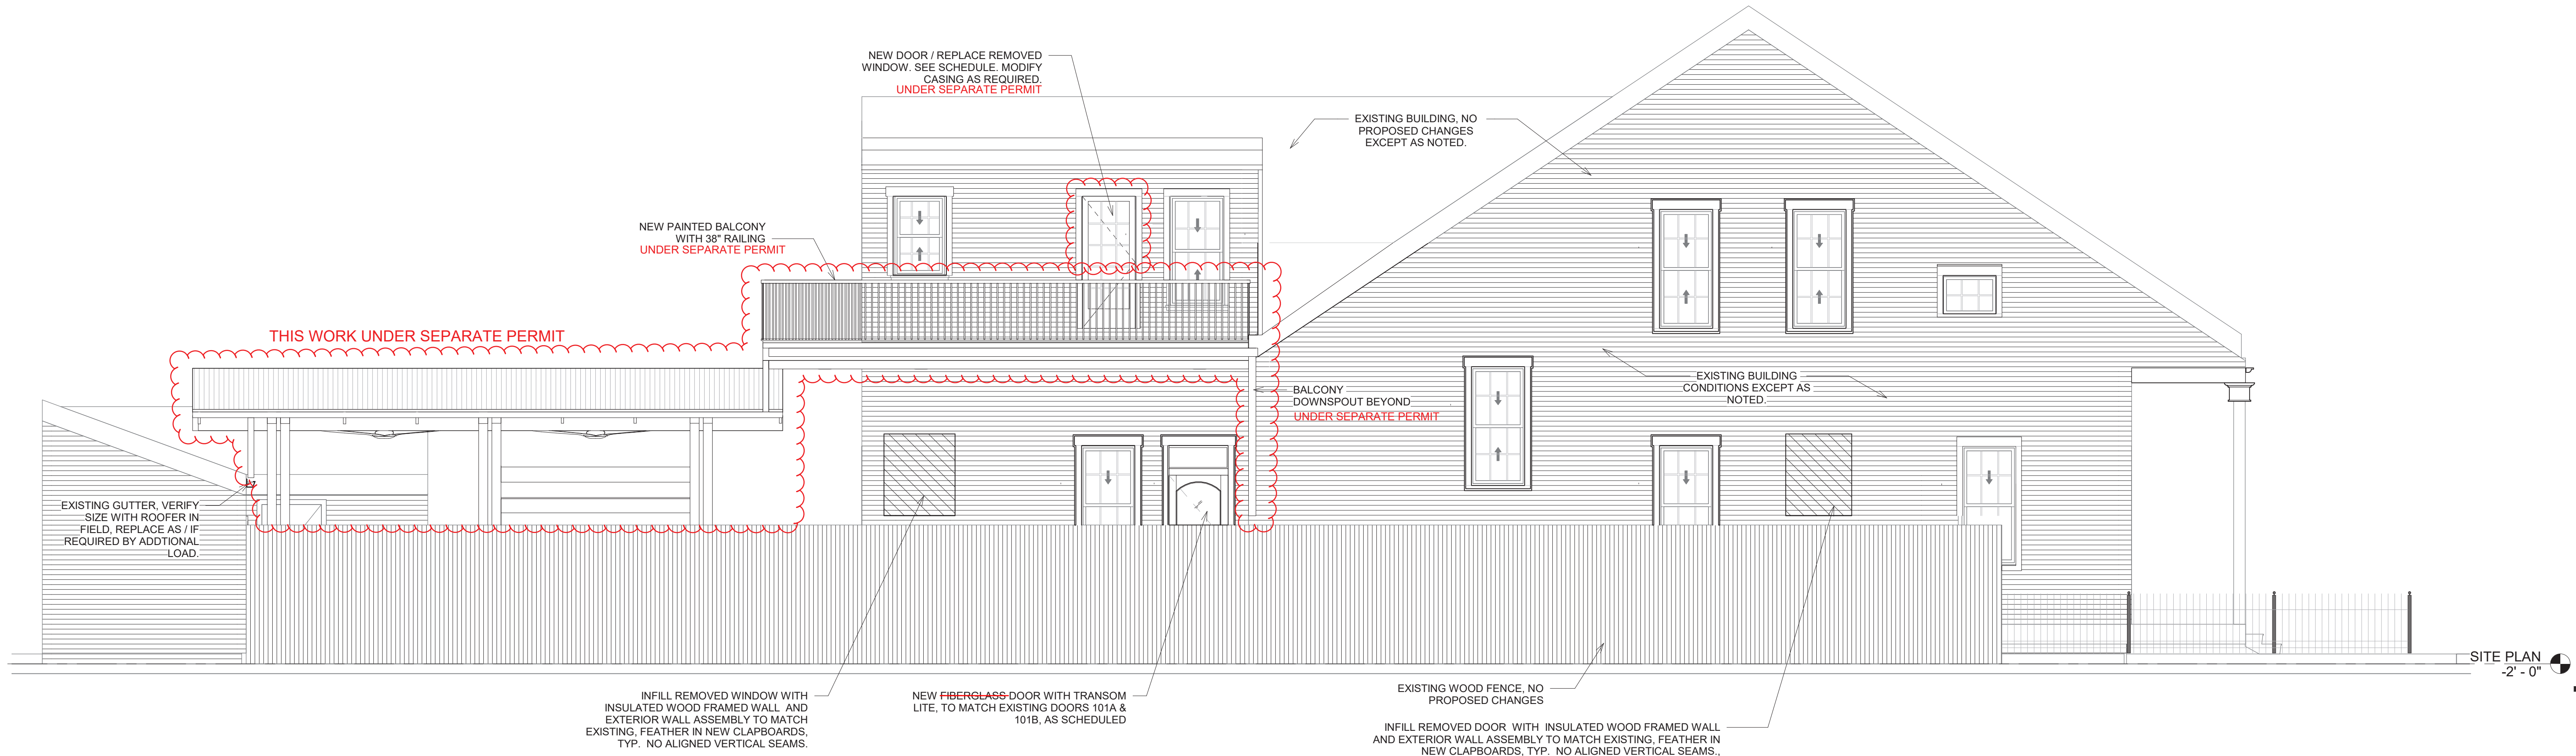 NEW DOOR / REPLACE REMOVED
WINDOW. SEE SCHEDULE. MODIFY
CASING AS REQUIRED.
UNDER SEPARATE PERMIT
EXISTING BUILDING, NO
PROPOSED CHANGES
EXCEPT AS NOTED.
NEW PAINTED BALCONY
WITH 38" RAILING
UNDER SEPARATE PERMIT
THIS WORK UNDER SEPARATE PERMIT
BALCONY
DOWNSPOUT BEYOND
UNDER SEPARATE PERMIT
EXISTING BUILDING
CONDITIONS EXCEPT AS
NOTED.
EXISTING GUTTER, VERIFY
SIZE WITH ROOFER IN
FIELD, REPLACE AS / IF
REQUIRED BY ADDTIONAL
LOAD.
SITE PLAN
-2' - 0"
INFILL REMOVED WINDOW WITH
INSULATED WOOD FRAMED WALL AND
EXTERIOR WALL ASSEMBLY TO MATCH
EXISTING, FEATHER IN NEW CLAPBOARDS,
TYP. NO ALIGNED VERTICAL SEAMS.
NEW FIBERGLASS DOOR WITH TRANSOM
LITE, TO MATCH EXISTING DOORS 101A &
101B, AS SCHEDULED
EXISTING WOOD FENCE, NO
PROPOSED CHANGES
INFILL REMOVED DOOR WITH INSULATED WOOD FRAMED WALL
AND EXTERIOR WALL ASSEMBLY TO MATCH EXISTING, FEATHER IN
NEW CLAPBOARDS, TYP. NO ALIGNED VERTICAL SEAMS.,